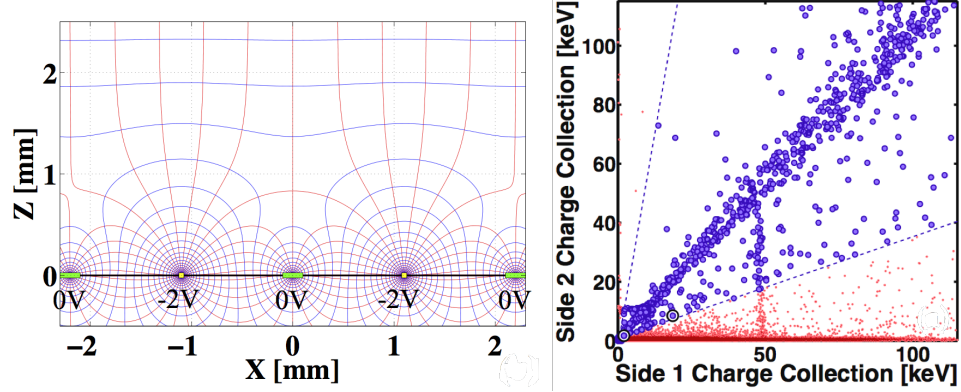 Z [mm]
2
1
0
0V
-2V
0V
-2V
0V
−2
−1
0
1
2
X [mm]
Side 2 Charge Collection [keV]
100
80
60
40
20
0
0
50
100
Side 1 Charge Collection [keV]